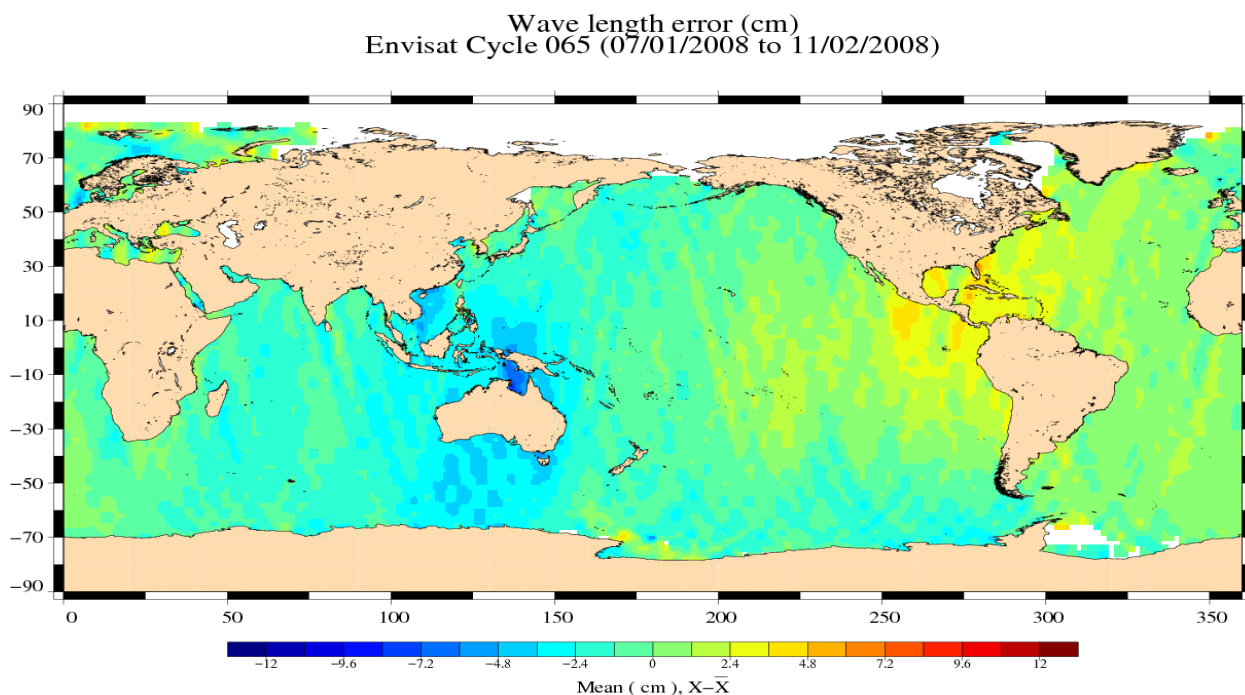 Wave length error (cm)
Envisat Cycle 065 (07/01/2008 to 11/02/2008)
90
70
50
30
10
−10
−30
−50
−70
−90
0 50 100 150 200 250 300 350
−12 −9.6 −7.2 −4.8 −2.4 0 2.4 4.8 7.2 9.6 12
Mean ( cm ), X−X̅